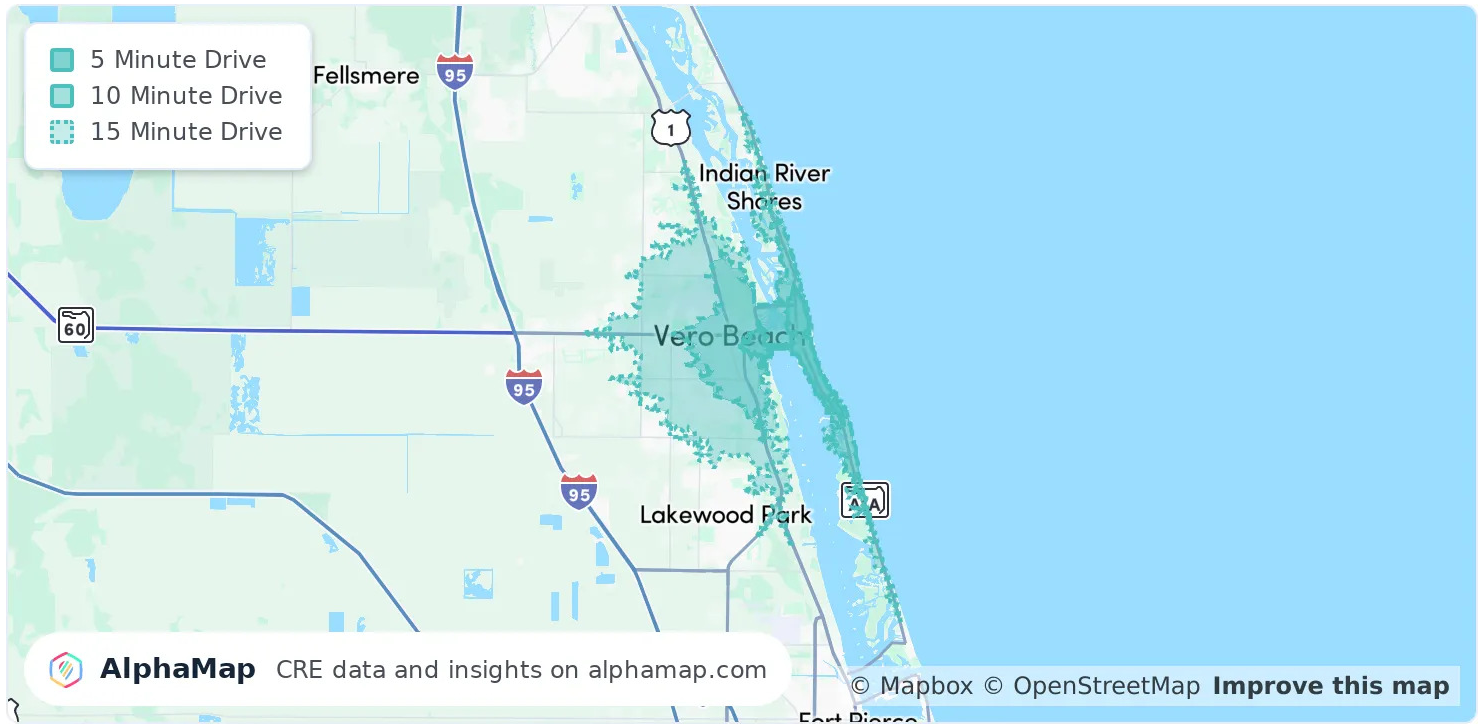 5 Minute Drive
10 Minute Drive
15 Minute Drive
Fellsmere
95
1
Indian River
Shores
60
Vero Beach
95
95
Lakewood Park
A1A
AlphaMap CRE data and insights on alphamap.com
© Mapbox © OpenStreetMap Improve this map
Fort Pierce